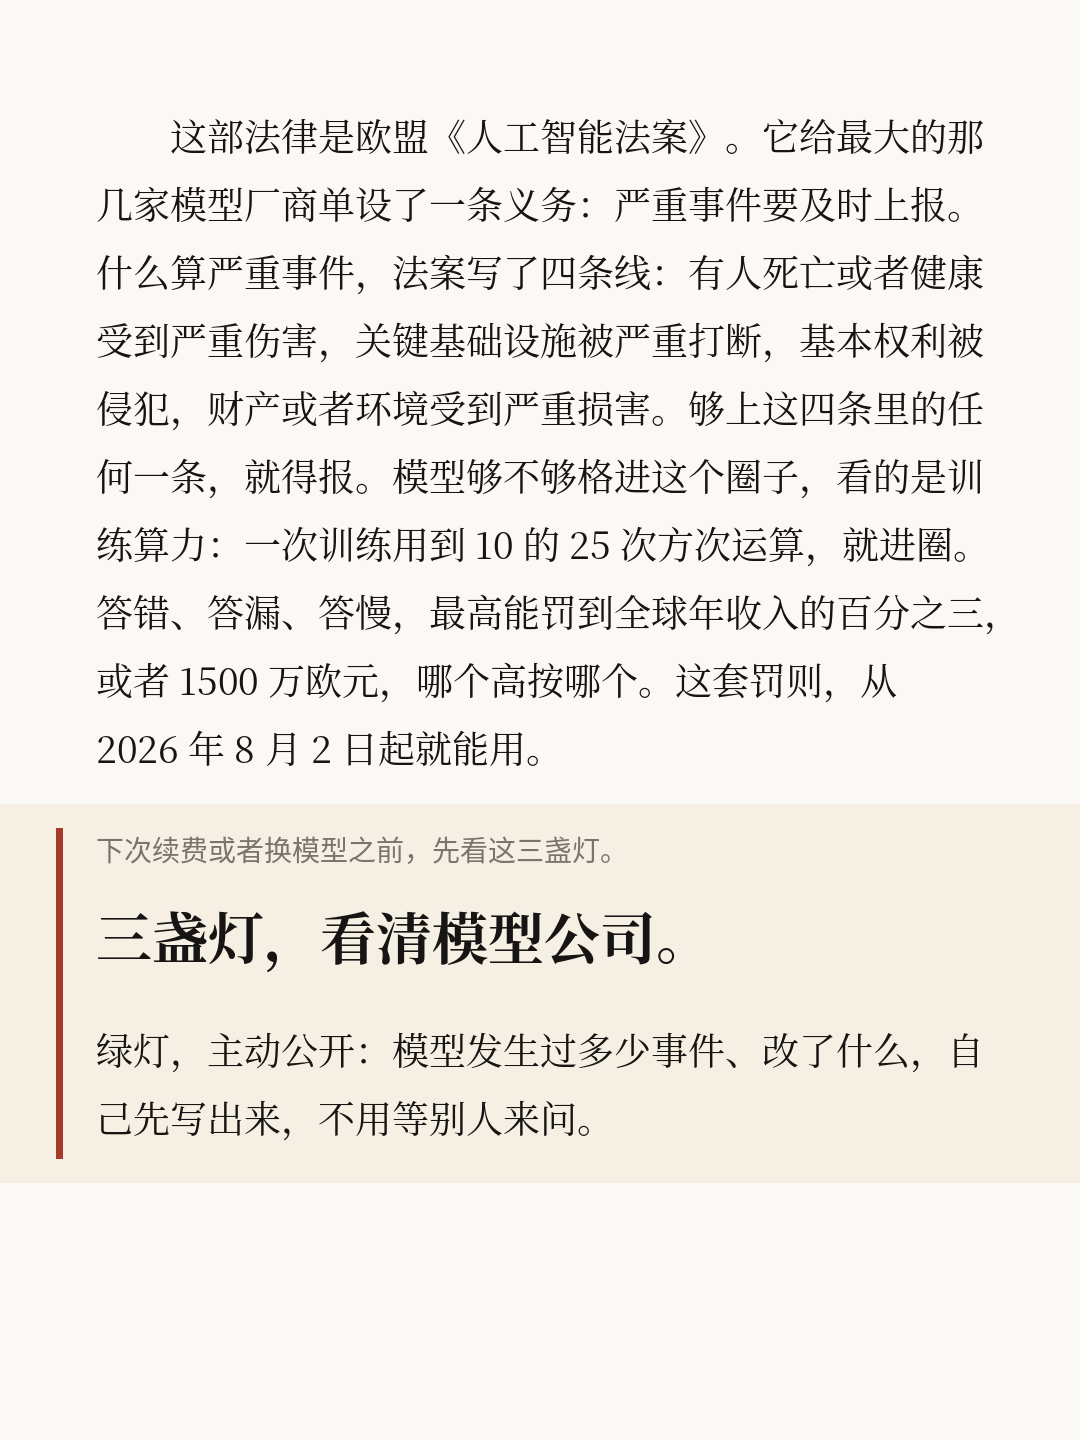 这部法律是欧盟《人工智能法案》。它给最大的那
几家模型厂商单设了一条义务：严重事件要及时上报。
什么算严重事件，法案写了四条线：有人死亡或者健康
受到严重伤害，关键基础设施被严重打断，基本权利被
侵犯，财产或者环境受到严重损害。够上这四条里的任
何一条，就得报。模型够不够格进这个圈子，看的是训
练算力：一次训练用到 10 的 25 次方次运算，就进圈。
答错、答漏、答慢，最高能罚到全球年收入的百分之三，
或者 1500 万欧元，哪个高按哪个。这套罚则，从
2026 年 8 月 2 日起就能用。
下次续费或者换模型之前，先看这三盏灯。
三盏灯，看清模型公司。
绿灯，主动公开：模型发生过多少事件、改了什么，自
己先写出来，不用等别人来问。